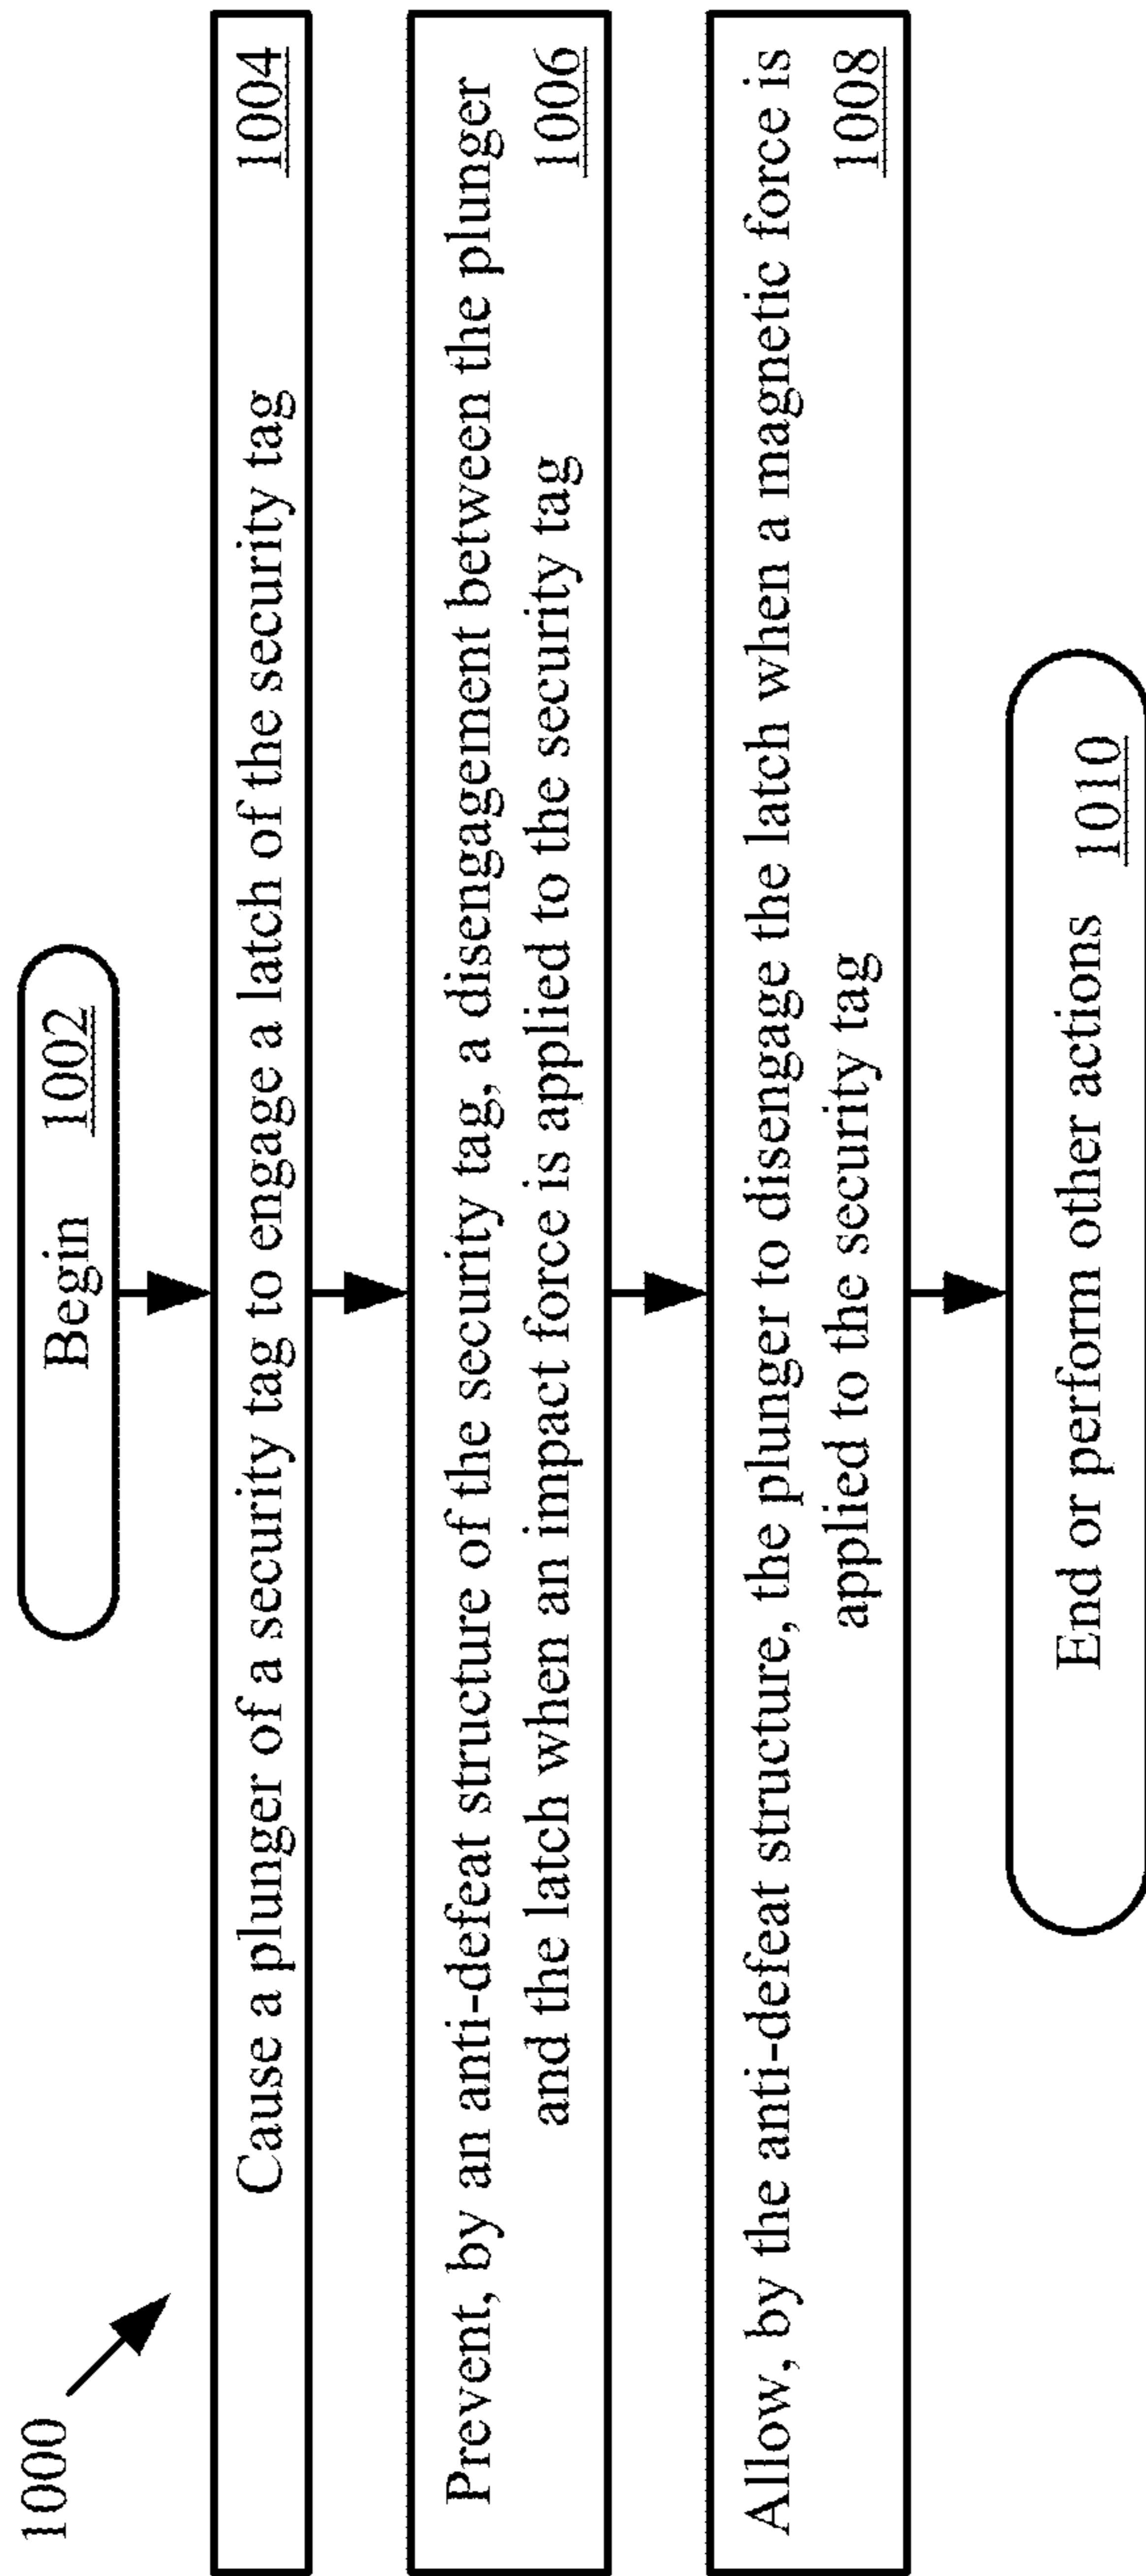 1000
Begin 1002
Cause a plunger of a security tag to engage a latch of the security tag 1004
Prevent, by an anti-defeat structure of the security tag, a disengagement between the plunger
and the latch when an impact force is applied to the security tag 1006
Allow, by the anti-defeat structure, the plunger to disengage the latch when a magnetic force is
applied to the security tag 1008
End or perform other actions 1010